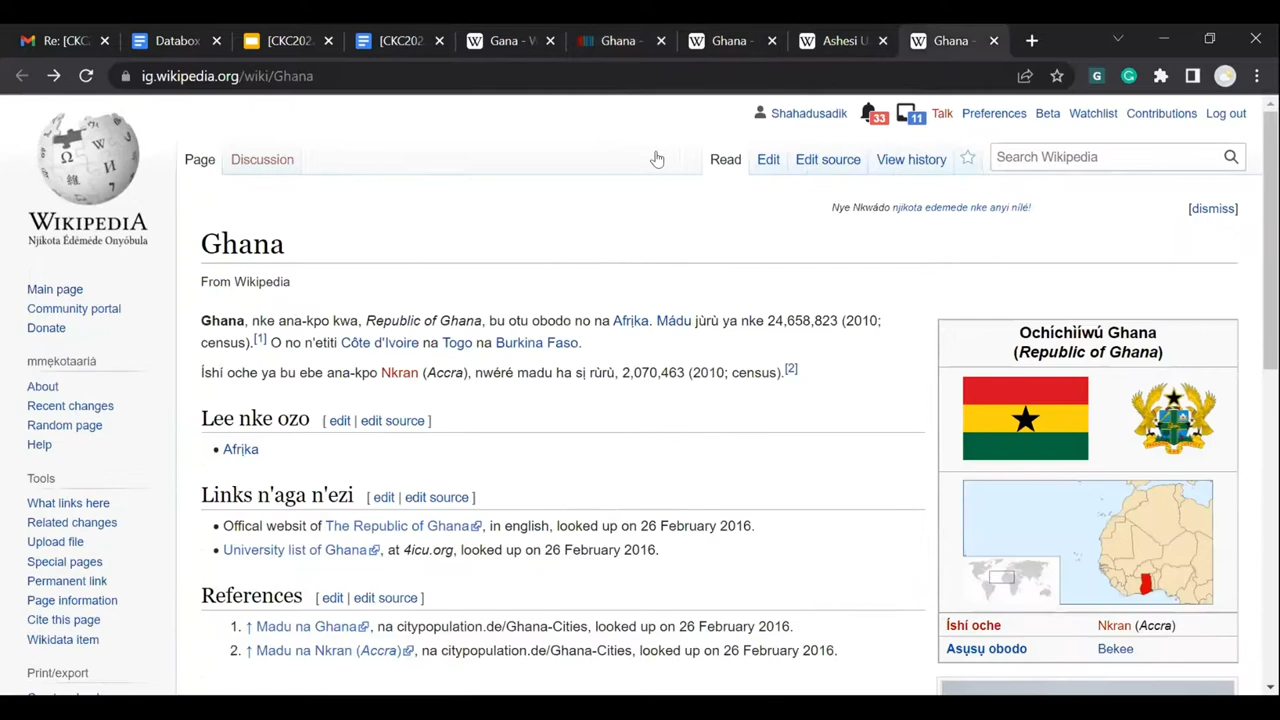 Re: [CKC
Databox
[CKC202
[CKC202
Gana - W
Ghana -
Ghana -
Ashesi U
Ghana -
ig.wikipedia.org/wiki/Ghana
Shahadusadik 33 11 Talk Preferences Beta Watchlist Contributions Log out
Page Discussion Read Edit Edit source View history Search Wikipedia
WIKIPEDIA
Njikota Édémède Onyóbula
Nye Nkwádo njikota edemede nke anyi nílé! [dismiss]
Ghana
From Wikipedia
Ghana, nke ana-kpo kwa, Republic of Ghana, bu otu obodo no na Afrịka. Mádu jùrù ya nke 24,658,823 (2010;
census).[1] O no n'etiti Côte d'Ivoire na Togo na Burkina Faso.
Íshí oche ya bu ebe ana-kpo Nkran (Accra), nwéré madu ha sị rùrù, 2,070,463 (2010; census).[2]
Lee nke ozo [ edit | edit source ]
• Afrịka
Links n'aga n'ezi [ edit | edit source ]
• Offical websit of The Republic of Ghana, in english, looked up on 26 February 2016.
• University list of Ghana, at 4icu.org, looked up on 26 February 2016.
References [ edit | edit source ]
1. ↑ Madu na Ghana, na citypopulation.de/Ghana-Cities, looked up on 26 February 2016.
2. ↑ Madu na Nkran (Accra), na citypopulation.de/Ghana-Cities, looked up on 26 February 2016.
Ochíchìíwú Ghana
(Republic of Ghana)
Íshí oche Nkran (Accra)
Asụsụ obodo Bekee
Main page
Community portal
Donate
mmẹkotaarịá
About
Recent changes
Random page
Help
Tools
What links here
Related changes
Upload file
Special pages
Permanent link
Page information
Cite this page
Wikidata item
Print/export